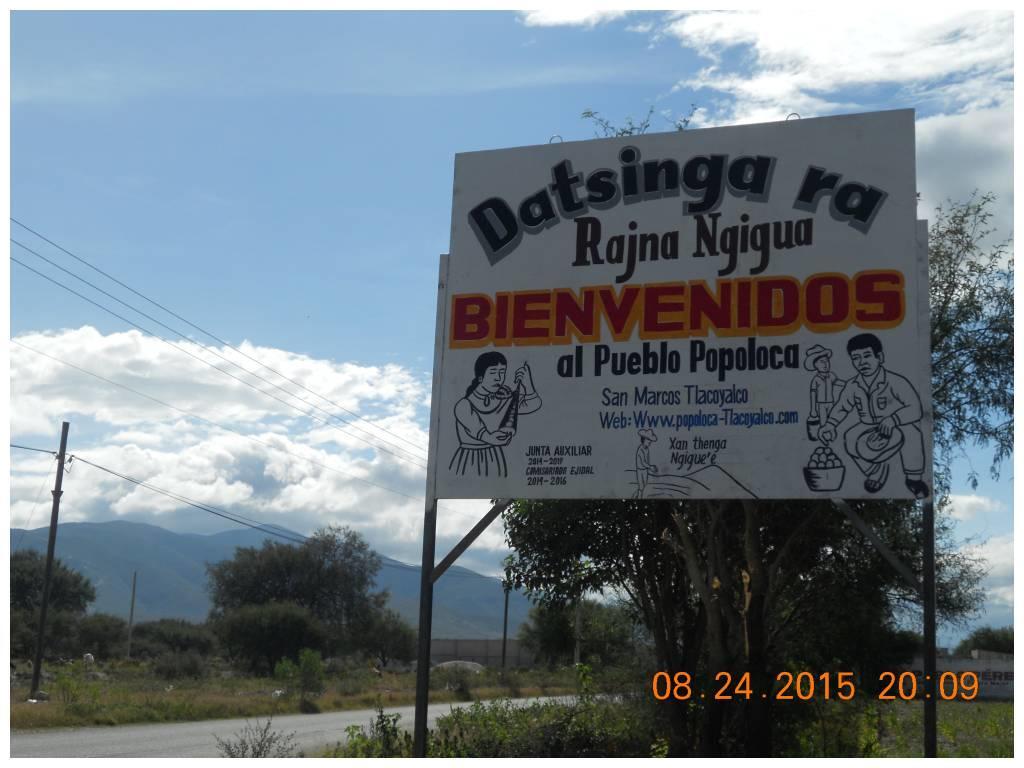 Datsinga ra
Rajna Ngigua
BIENVENIDOS
al Pueblo Popoloca
San Marcos Tlacoyalco
Web: Www.popoloca-Tlacoyalco.com
JUNTA AUXILIAR
2014-2018
COMISARIADO EJIDAL
2014-2016
Xan thenga
Ngigue'é
08.24.2015 20:09